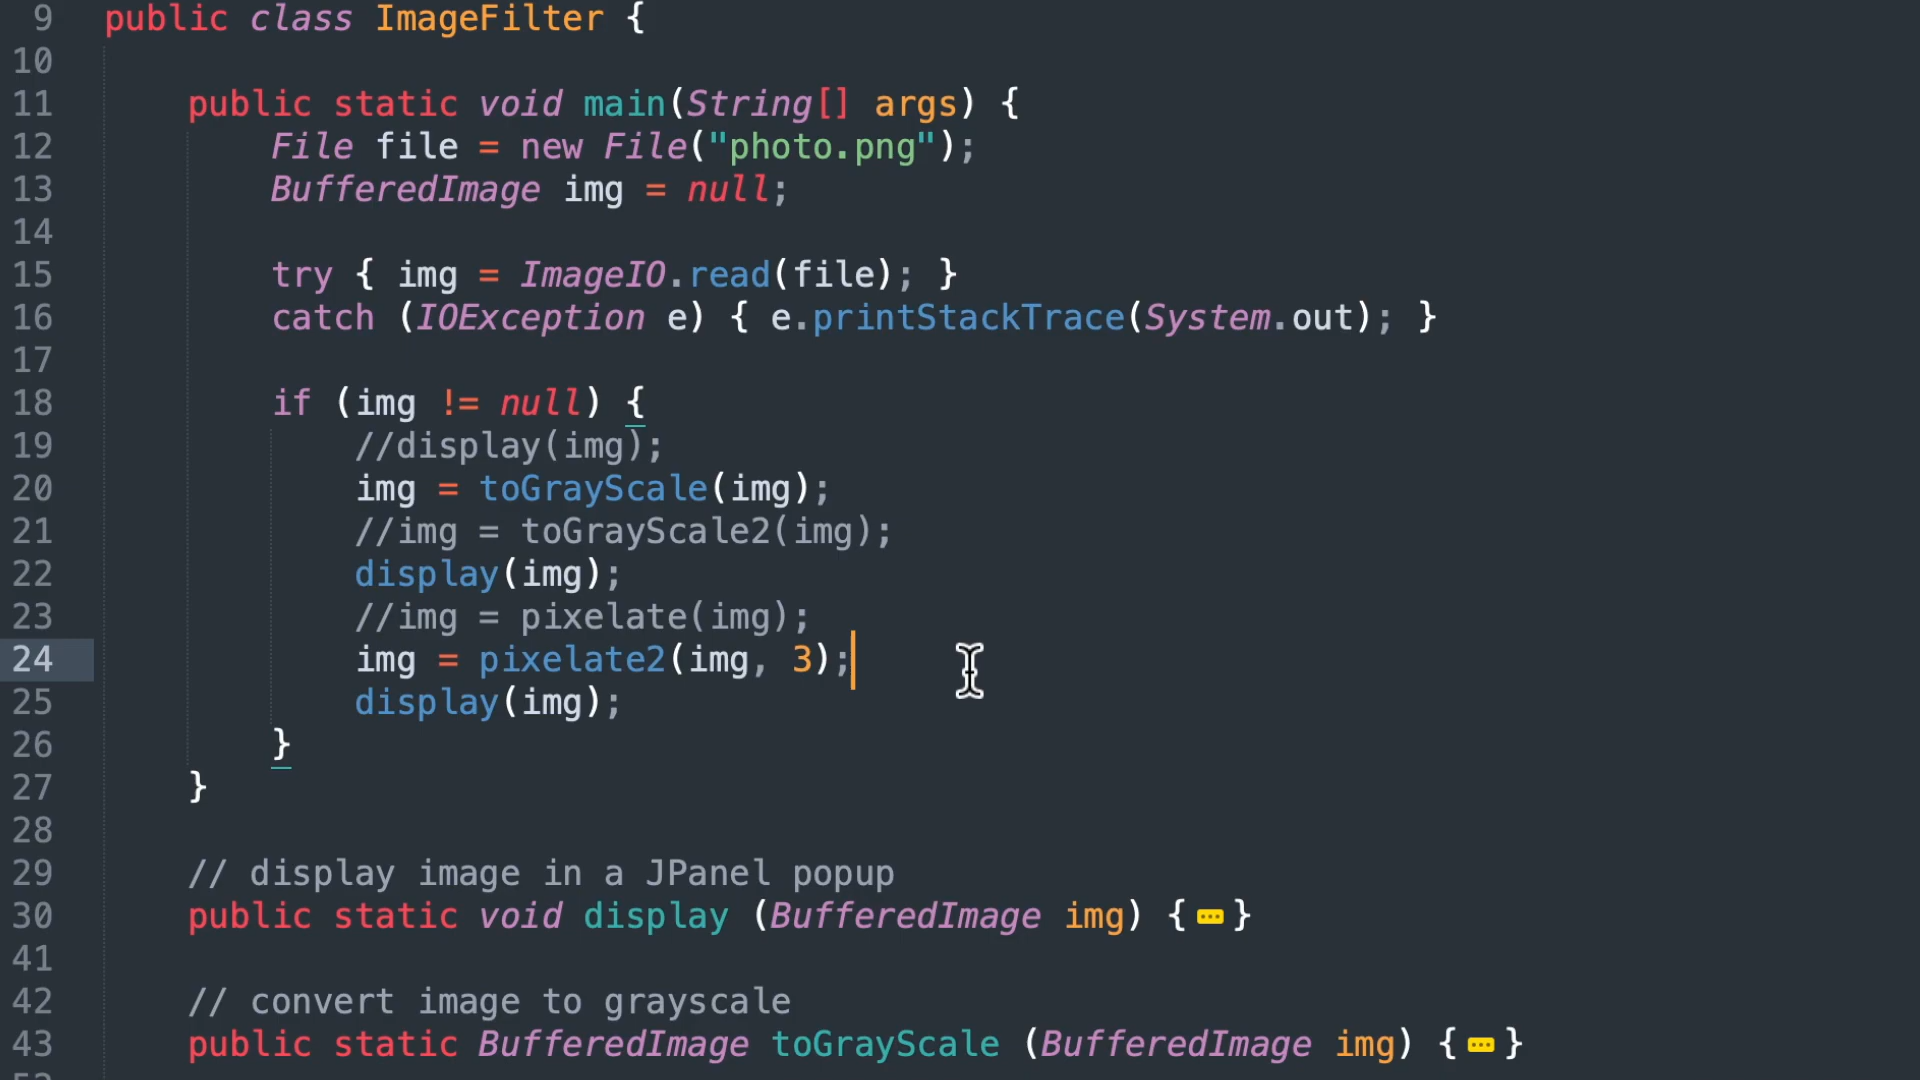 9 public class ImageFilter {
10
11 public static void main(String[] args) {
12 File file = new File("photo.png");
13 BufferedImage img = null;
14
15 try { img = ImageIO.read(file); }
16 catch (IOException e) { e.printStackTrace(System.out); }
17
18 if (img != null) {
19 //display(img);
20 img = toGrayScale(img);
21 //img = toGrayScale2(img);
22 display(img);
23 //img = pixelate(img);
24 img = pixelate2(img, 3);
25 display(img);
26 }
27 }
28
29 // display image in a JPanel popup
30 public static void display (BufferedImage img) {…}
41
42 // convert image to grayscale
43 public static BufferedImage toGrayScale (BufferedImage img) {…}